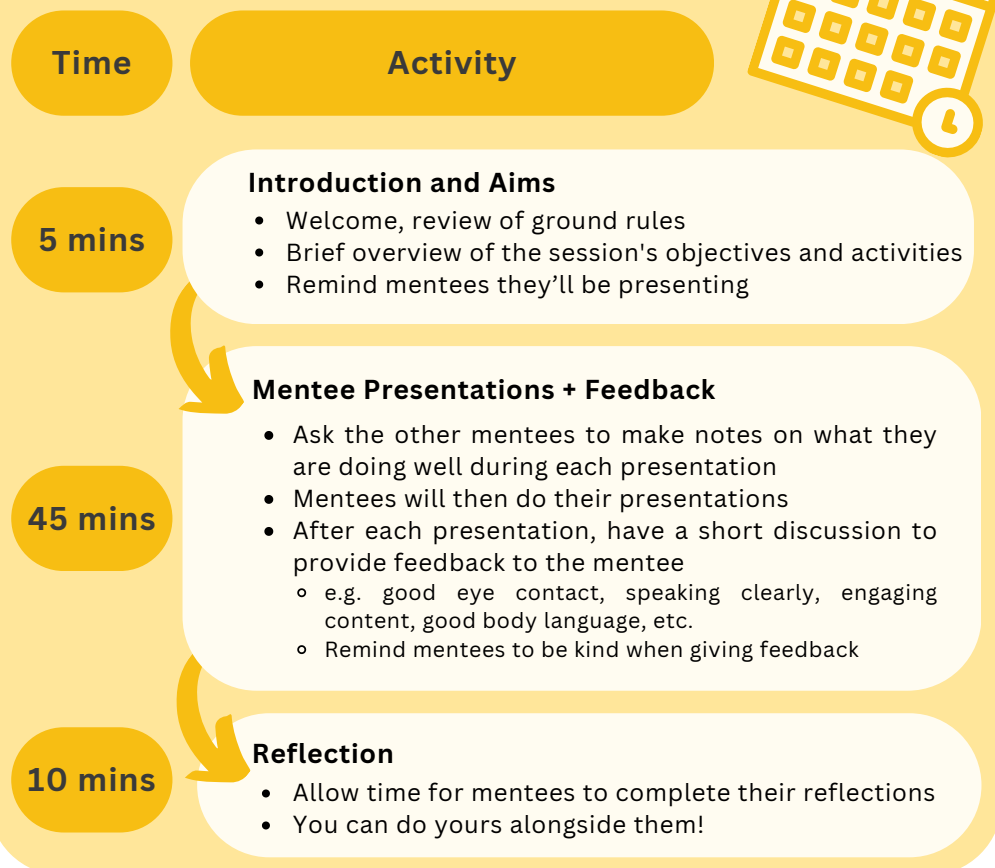 Time
Activity
5 mins
Introduction and Aims
• Welcome, review of ground rules
• Brief overview of the session's objectives and activities
• Remind mentees they’ll be presenting
45 mins
Mentee Presentations + Feedback
• Ask the other mentees to make notes on what they
are doing well during each presentation
• Mentees will then do their presentations
• After each presentation, have a short discussion to
provide feedback to the mentee
◦ e.g. good eye contact, speaking clearly, engaging
content, good body language, etc.
◦ Remind mentees to be kind when giving feedback
10 mins
Reflection
• Allow time for mentees to complete their reflections
• You can do yours alongside them!